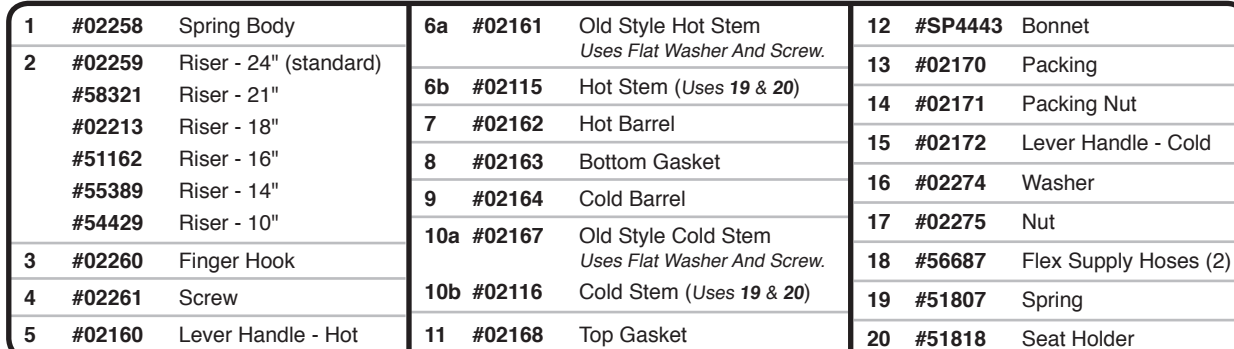 1 #02258 Spring Body
2 #02259 Riser - 24" (standard)
#58321 Riser - 21"
#02213 Riser - 18"
#51162 Riser - 16"
#55389 Riser - 14"
#54429 Riser - 10"
3 #02260 Finger Hook
4 #02261 Screw
5 #02160 Lever Handle - Hot
6a #02161 Old Style Hot Stem
Uses Flat Washer And Screw.
6b #02115 Hot Stem (Uses 19 & 20)
7 #02162 Hot Barrel
8 #02163 Bottom Gasket
9 #02164 Cold Barrel
10a #02167 Old Style Cold Stem
Uses Flat Washer And Screw.
10b #02116 Cold Stem (Uses 19 & 20)
11 #02168 Top Gasket
12 #SP4443 Bonnet
13 #02170 Packing
14 #02171 Packing Nut
15 #02172 Lever Handle - Cold
16 #02274 Washer
17 #02275 Nut
18 #56687 Flex Supply Hoses (2)
19 #51807 Spring
20 #51818 Seat Holder